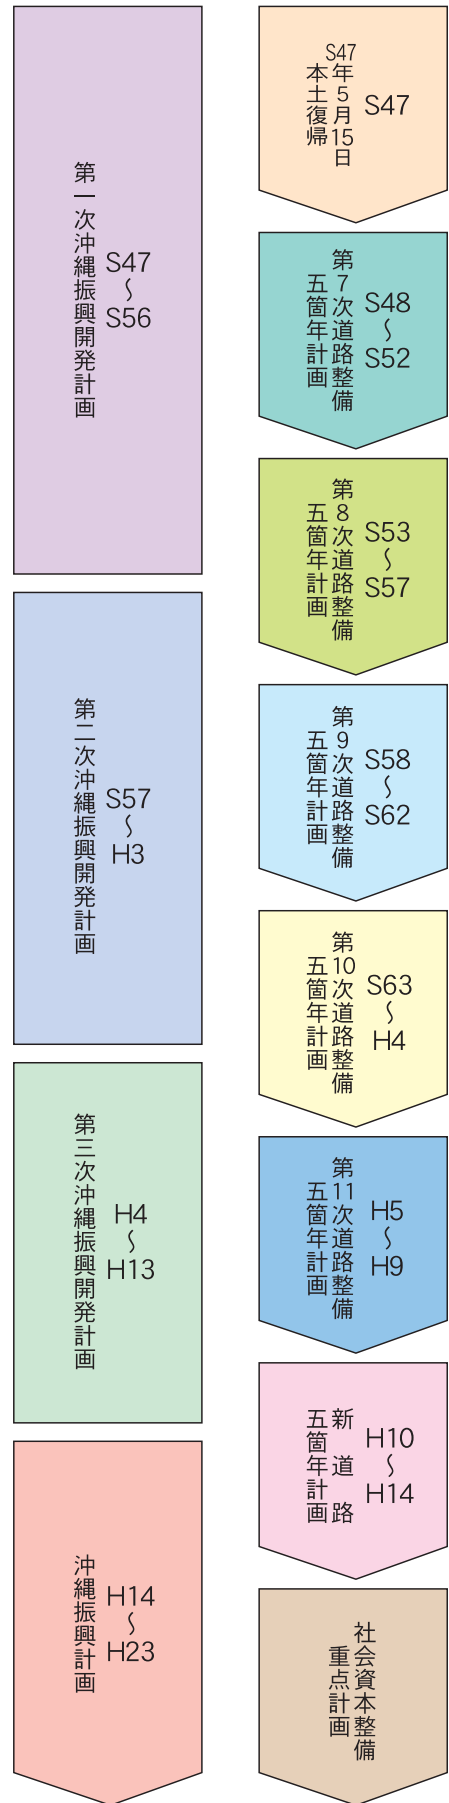 S47
〜
S56
第一次沖縄振興開発計画
S57
〜
H3
第二次沖縄振興開発計画
H4
〜
H13
第三次沖縄振興開発計画
H14
〜
H23
沖縄振興計画
S47
S47年5月15日
本土復帰
S48
〜
S52
第7次道路整備
五箇年計画
S53
〜
S57
第8次道路整備
五箇年計画
S58
〜
S62
第9次道路整備
五箇年計画
S63
〜
H4
第10次道路整備
五箇年計画
H5
〜
H9
第11次道路整備
五箇年計画
H10
〜
H14
新道路
五箇年計画
社会資本整備
重点計画